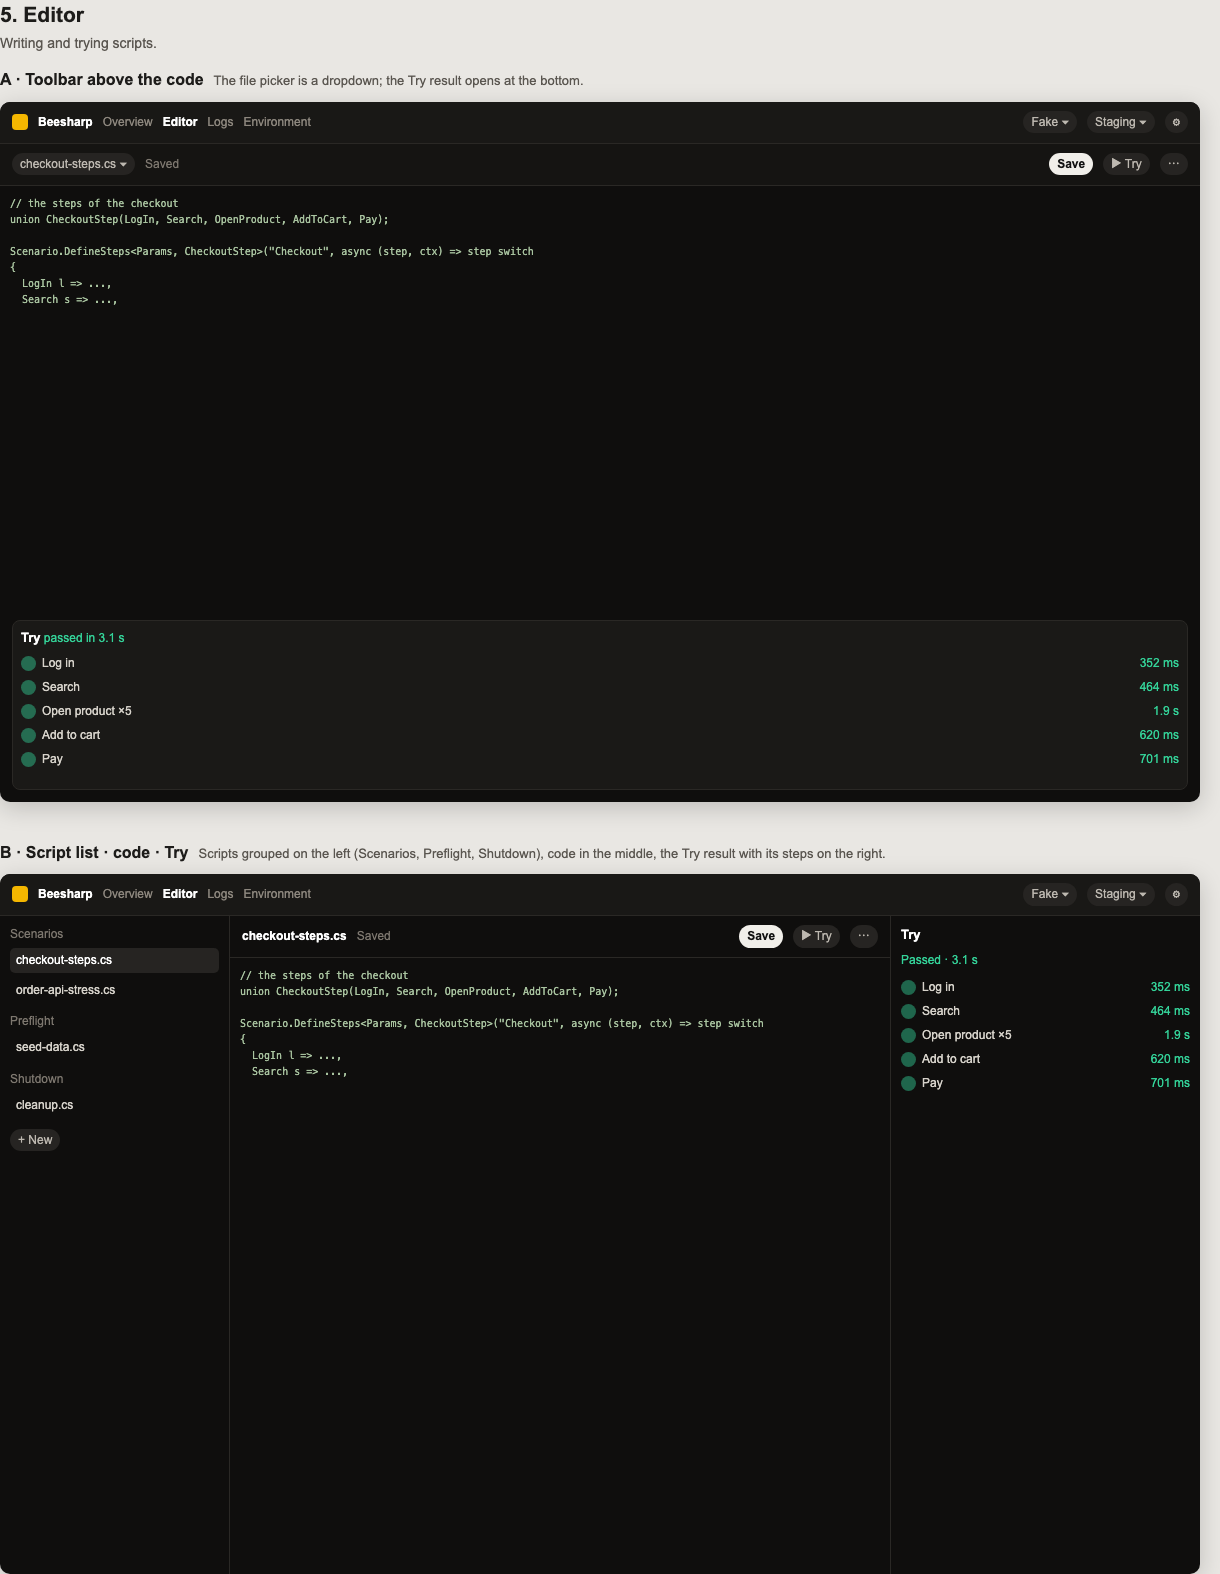 5. Editor
Writing and trying scripts.
A · Toolbar above the code The file picker is a dropdown; the Try result opens at the bottom.
Beesharp Overview Editor Logs Environment Fake Staging
checkout-steps.cs Saved Save Try ...
// the steps of the checkout
union CheckoutStep(LogIn, Search, OpenProduct, AddToCart, Pay);
Scenario.DefineSteps<Params, CheckoutStep>("Checkout", async (step, ctx) => step switch
{
LogIn l => ...,
Search s => ...,
Try passed in 3.1 s
Log in 352 ms
Search 464 ms
Open product ×5 1.9 s
Add to cart 620 ms
Pay 701 ms
B · Script list · code · Try Scripts grouped on the left (Scenarios, Preflight, Shutdown), code in the middle, the Try result with its steps on the right.
Beesharp Overview Editor Logs Environment Fake Staging
Scenarios
checkout-steps.cs
order-api-stress.cs
Preflight
seed-data.cs
Shutdown
cleanup.cs
+ New
checkout-steps.cs Saved Save Try ...
// the steps of the checkout
union CheckoutStep(LogIn, Search, OpenProduct, AddToCart, Pay);
Scenario.DefineSteps<Params, CheckoutStep>("Checkout", async (step, ctx) => step switch
{
LogIn l => ...,
Search s => ...,
Try
Passed · 3.1 s
Log in 352 ms
Search 464 ms
Open product ×5 1.9 s
Add to cart 620 ms
Pay 701 ms